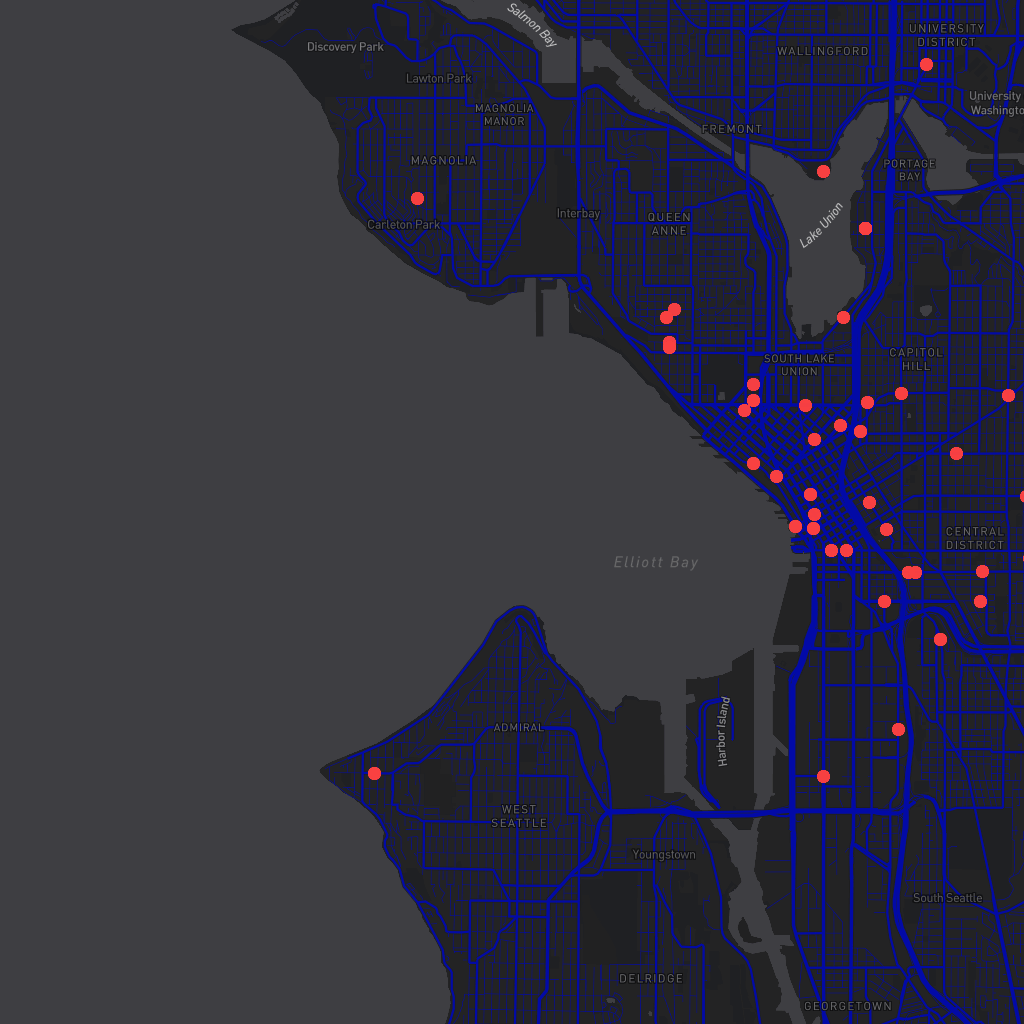 Salmon Bay
UNIVERSITY
DISTRICT
Discovery Park
WALLINGFORD
Lawton Park
University
Washingto
MAGNOLIA
MANOR
FREMONT
MAGNOLIA
PORTAGE
BAY
Interbay
QUEEN
ANNE
Carleton Park
Lake Union
SOUTH LAKE
UNION
CAPITOL
HILL
CENTRAL
DISTRICT
Elliott Bay
ADMIRAL
Harbor Island
WEST
SEATTLE
Youngstown
South Seattle
DELRIDGE
GEORGETOWN